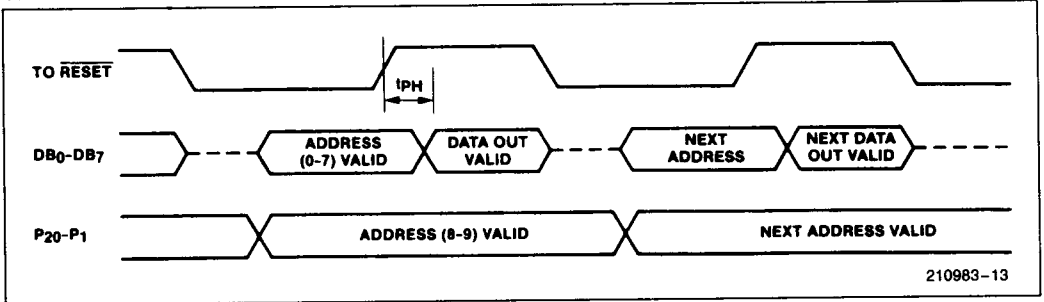 TO RESET
tPH
DB0-DB7
ADDRESS
(0-7) VALID
DATA OUT
VALID
NEXT
ADDRESS
NEXT DATA
OUT VALID
P20-P1
ADDRESS (8-9) VALID
NEXT ADDRESS VALID
210983-13